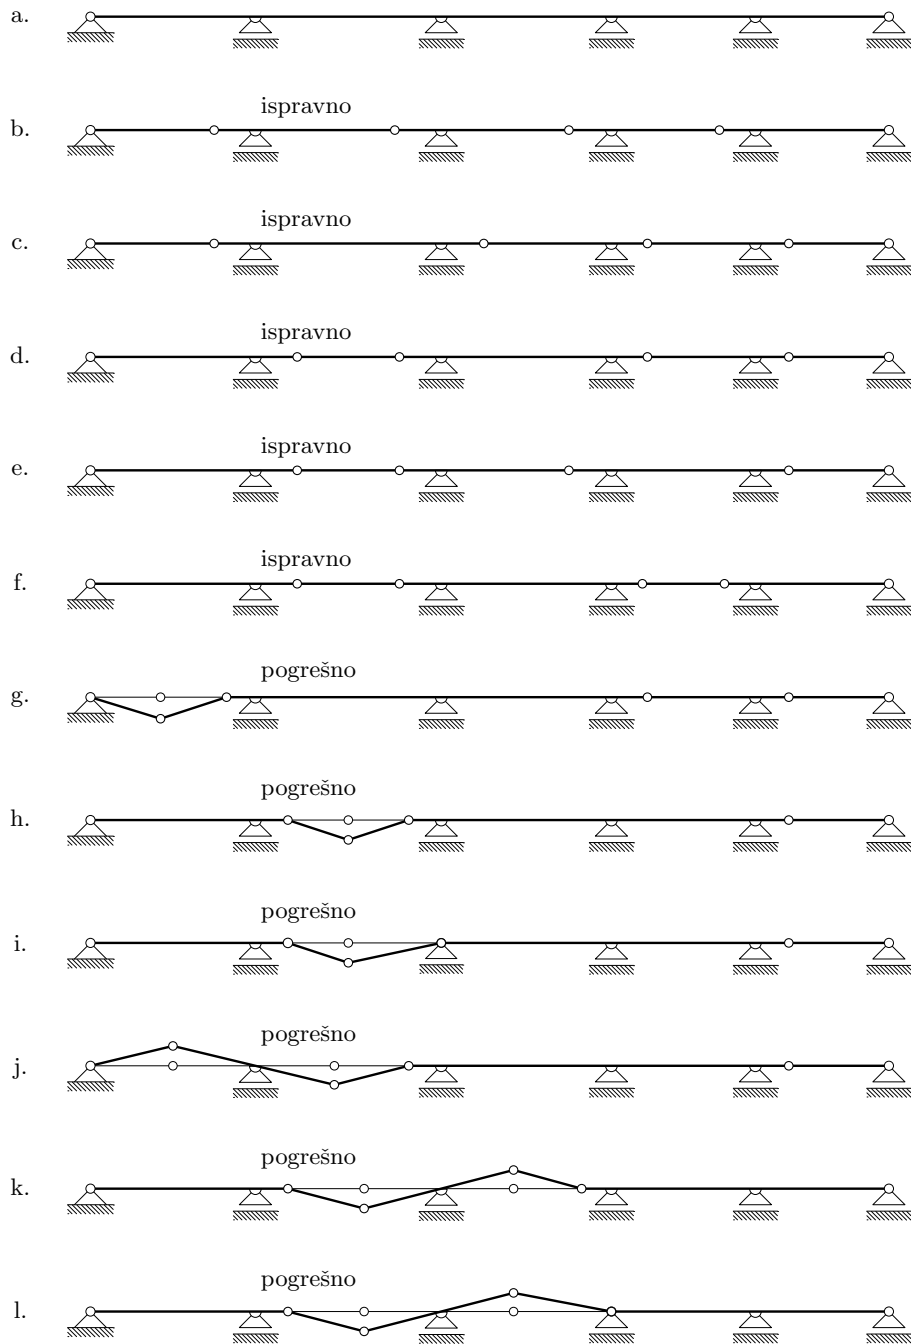 a.
ispravno
b.
ispravno
c.
ispravno
d.
ispravno
e.
ispravno
f.
pogrešno
g.
pogrešno
h.
pogrešno
i.
pogrešno
j.
pogrešno
k.
pogrešno
l.